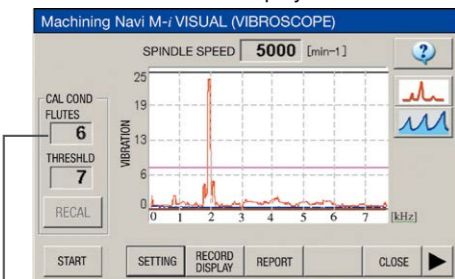 Machining Navi M-i VISUAL (VIBROSCOPE)
SPINDLE SPEED 5000 [min-1]
?
CAL COND
FLUTES
6
THRESHLD
7
RECAL
VIBRATION
25
19
13
6
0
0 1 2 3 4 5 6 7 [kHz]
START SETTING RECORD DISPLAY REPORT CLOSE